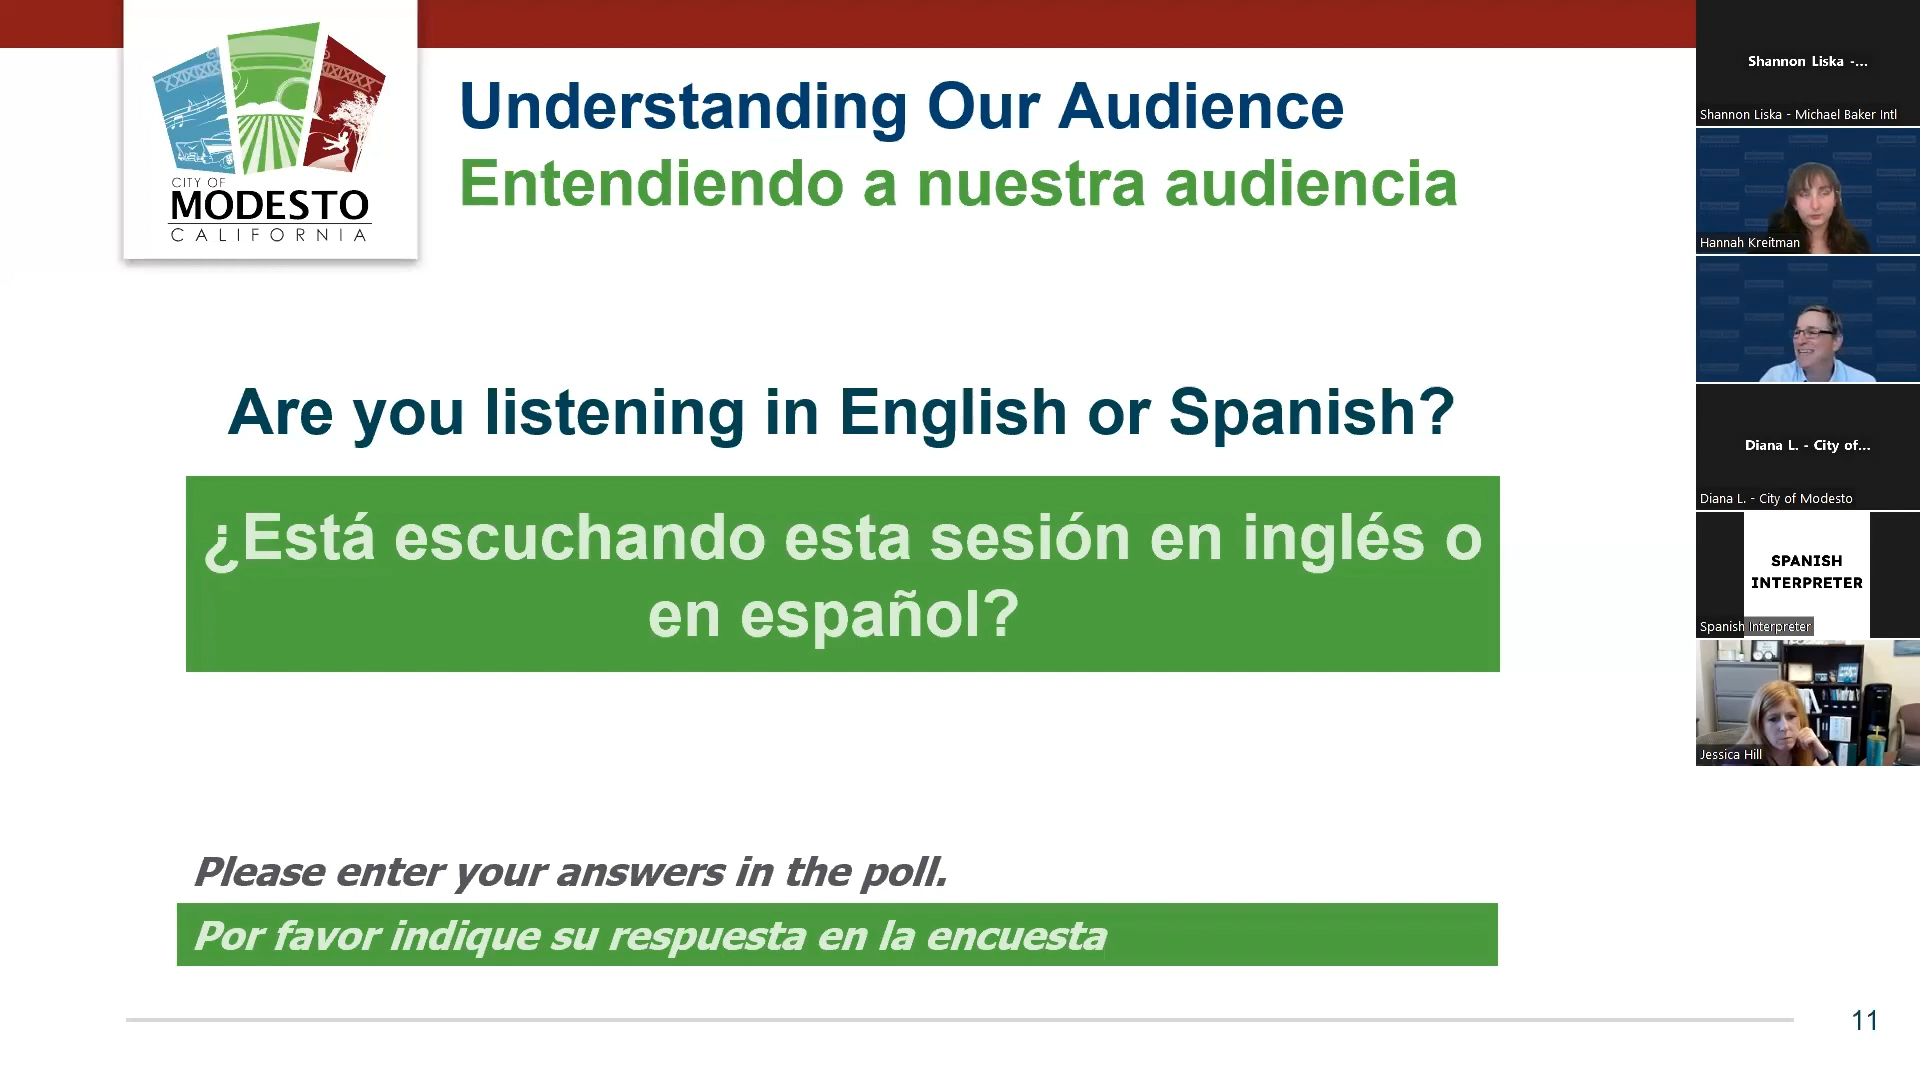 CITY OF
MODESTO
CALIFORNIA
Understanding Our Audience
Entendiendo a nuestra audiencia
Are you listening in English or Spanish?
¿Está escuchando esta sesión en inglés o
en español?
Please enter your answers in the poll.
Por favor indique su respuesta en la encuesta
11
Shannon Liska -...
Shannon Liska - Michael Baker Intl
Hannah Kreitman
Diana L. - City of...
Diana L. - City of Modesto
SPANISH
INTERPRETER
Spanish Interpreter
Jessica Hill